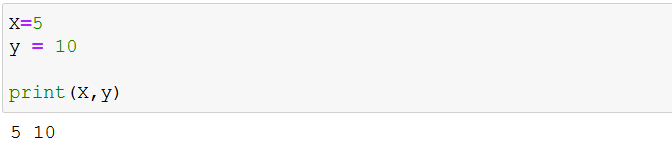 X=5
y = 10
print(X,y)
5 10